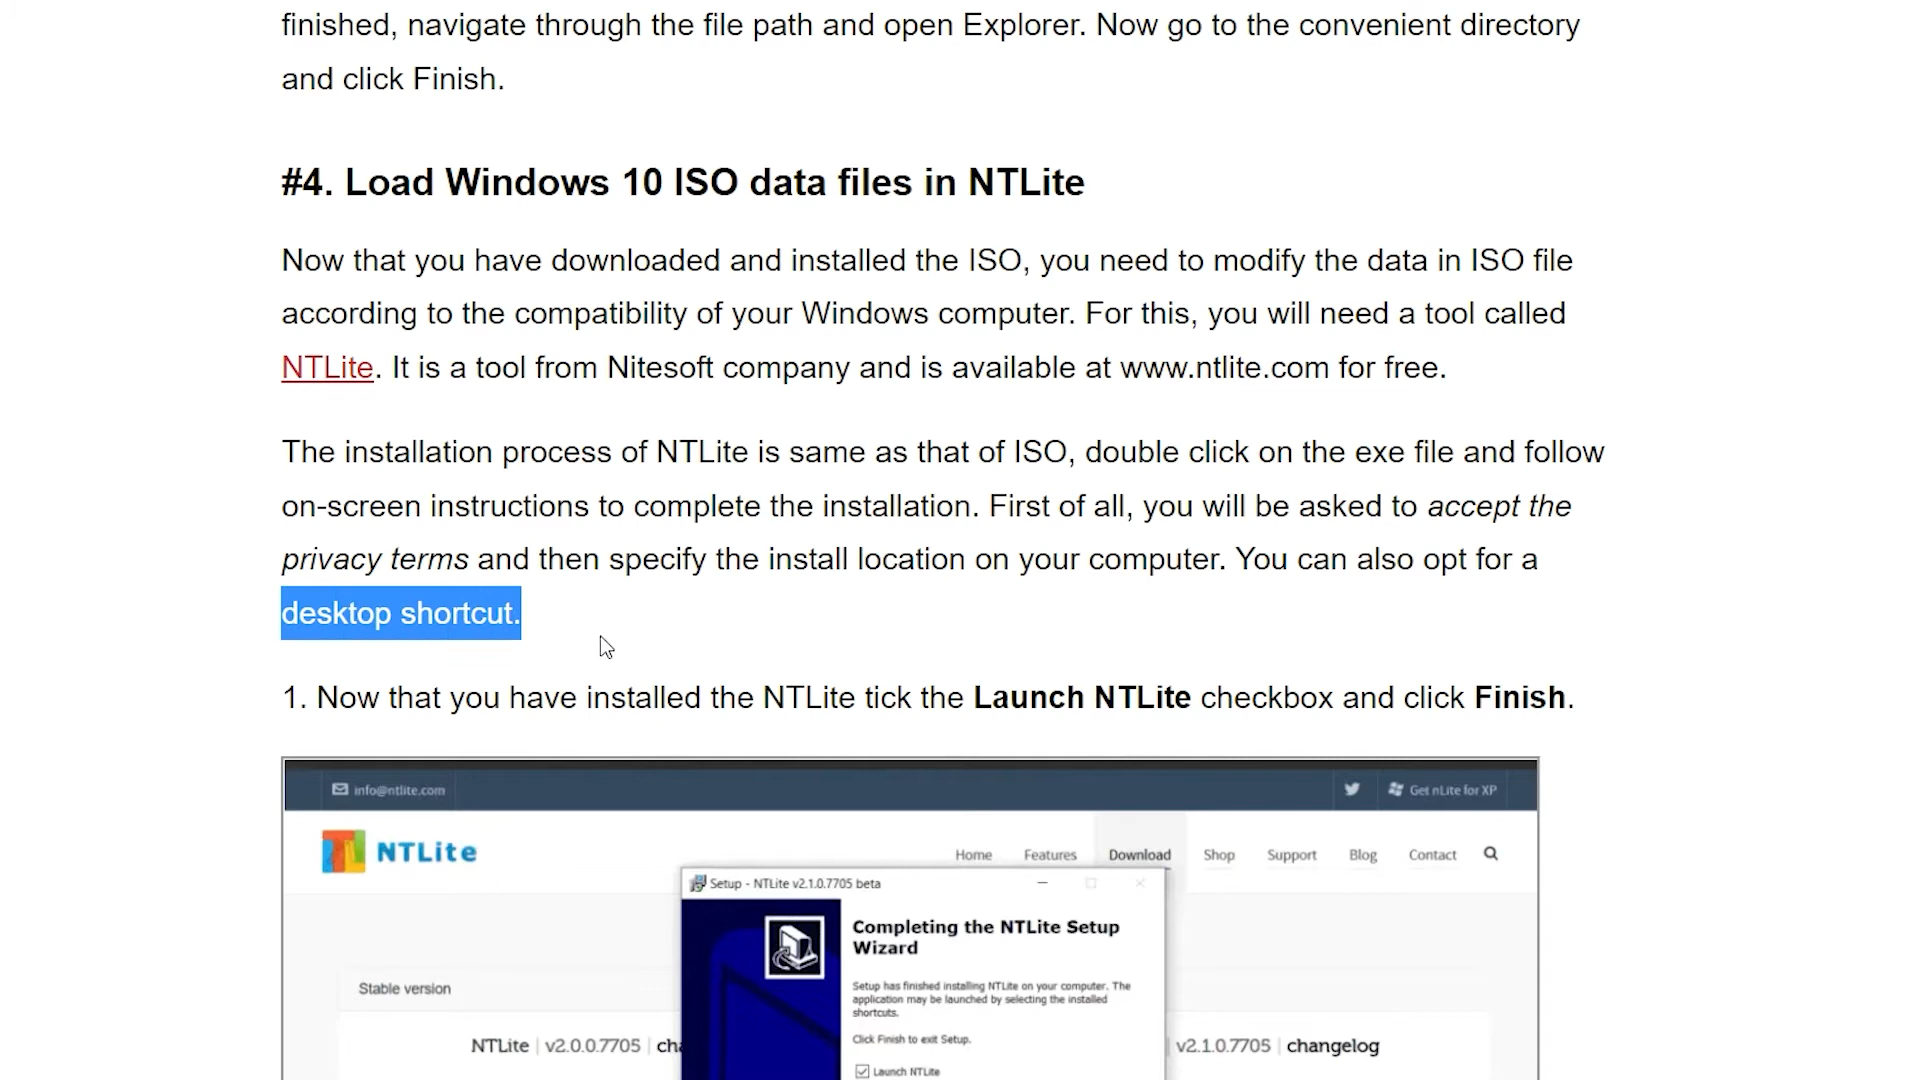 finished, navigate through the file path and open Explorer. Now go to the convenient directory
and click Finish.
#4. Load Windows 10 ISO data files in NTLite
Now that you have downloaded and installed the ISO, you need to modify the data in ISO file
according to the compatibility of your Windows computer. For this, you will need a tool called
NTLite. It is a tool from Nitesoft company and is available at www.ntlite.com for free.
The installation process of NTLite is same as that of ISO, double click on the exe file and follow
on-screen instructions to complete the installation. First of all, you will be asked to accept the
privacy terms and then specify the install location on your computer. You can also opt for a
desktop shortcut.
1. Now that you have installed the NTLite tick the Launch NTLite checkbox and click Finish.
info@ntlite.com
Get nLite for XP
NTLite
Home Features Download Shop Support Blog Contact
Setup - NTLite v2.1.0.7705 beta
Completing the NTLite Setup
Wizard
Setup has finished installing NTLite on your computer. The
application may be launched by selecting the installed
shortcuts.
Click Finish to exit Setup.
Launch NTLite
Stable version
NTLite | v2.0.0.7705 | cha
| v2.1.0.7705 | changelog